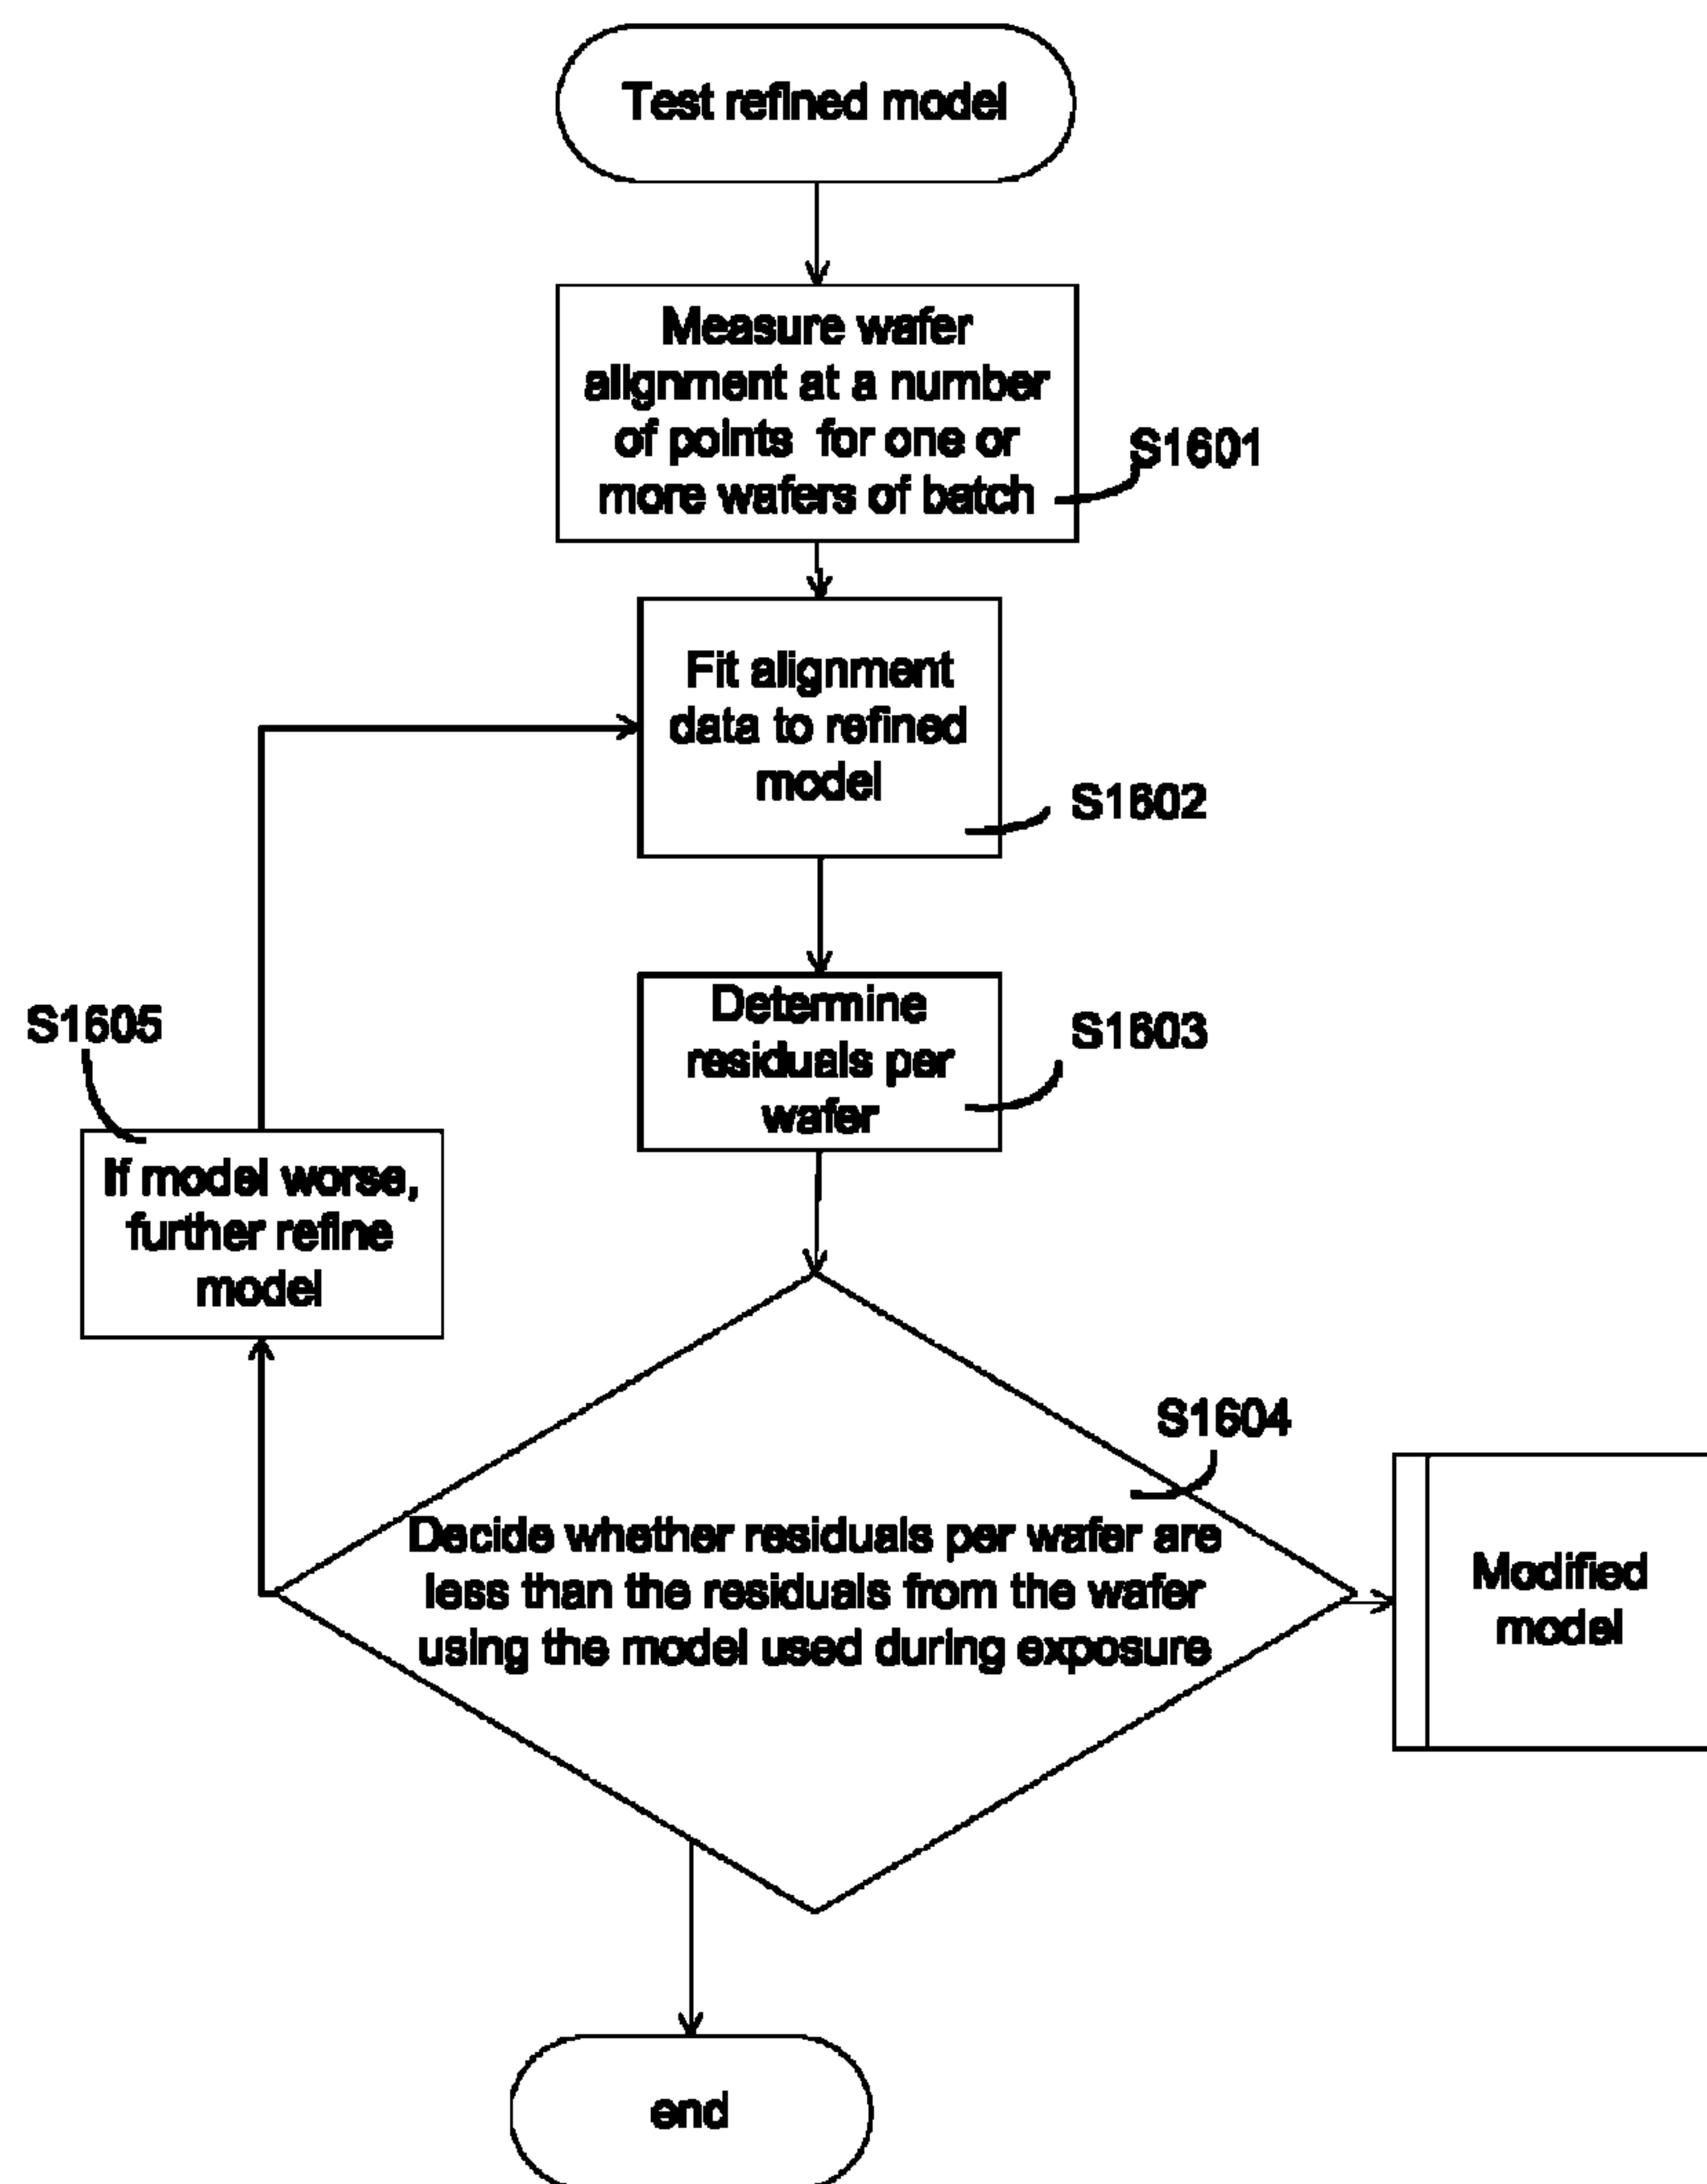 Test refined model
Measure wafer
alignment at a number
of points for one or
more wafers of batch
S1601
Fit alignment
data to refined
model
S1602
Determine
residuals per
wafer
S1603
S1605
If model worse,
further refine
model
S1604
Decide whether residuals per wafer are
less than the residuals from the wafer
using the model used during exposure
Modified
model
end